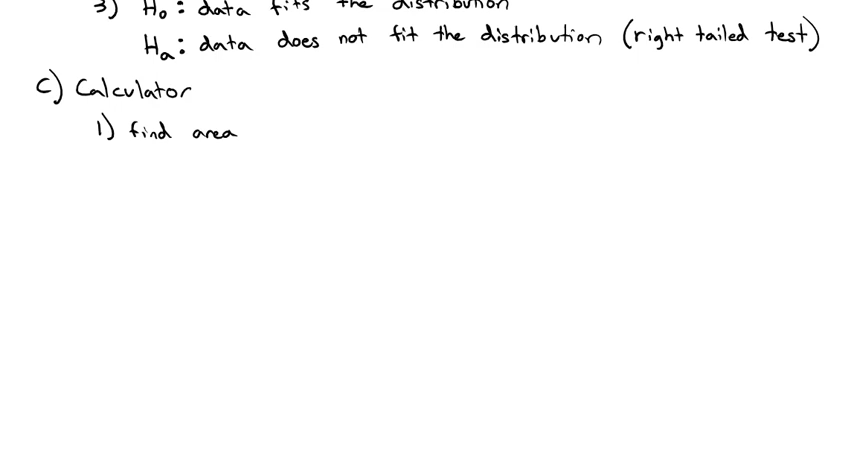 3) H₀: data fits the distribution
Hₐ: data does not fit the distribution (right tailed test)
C) Calculator
1) find area